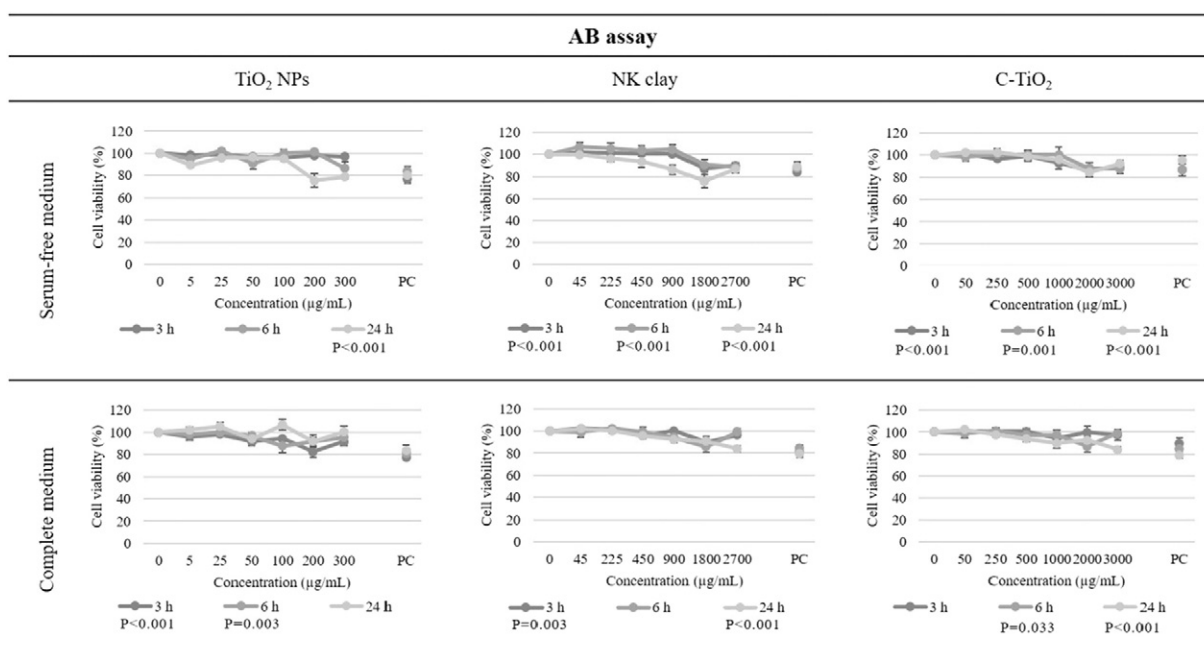 AB assay
TiO₂ NPs
NK clay
C-TiO₂
Serum-free medium
Cell viability (%)
120
100
80
60
40
20
0
0 5 25 50 100 200 300 PC
Concentration (µg/mL)
3 h 6 h 24 h
P<0.001
Cell viability (%)
120
100
80
60
40
20
0
0 45 225 450 900 1800 2700 PC
Concentration (µg/mL)
3 h 6 h 24 h
P<0.001 P<0.001 P<0.001
Cell viability (%)
120
100
80
60
40
20
0
0 50 250 500 1000 2000 3000 PC
Concentration (µg/mL)
3 h 6 h 24 h
P<0.001 P=0.001 P<0.001
Complete medium
Cell viability (%)
120
100
80
60
40
20
0
0 5 25 50 100 200 300 PC
Concentration (µg/mL)
3 h 6 h 24 h
P<0.001 P=0.003
Cell viability (%)
120
100
80
60
40
20
0
0 45 225 450 900 1800 2700 PC
Concentration (µg/mL)
3 h 6 h 24 h
P=0.003 P<0.001
Cell viability (%)
120
100
80
60
40
20
0
0 50 250 500 1000 2000 3000 PC
Concentration (µg/mL)
3 h 6 h 24 h
P=0.033 P<0.001